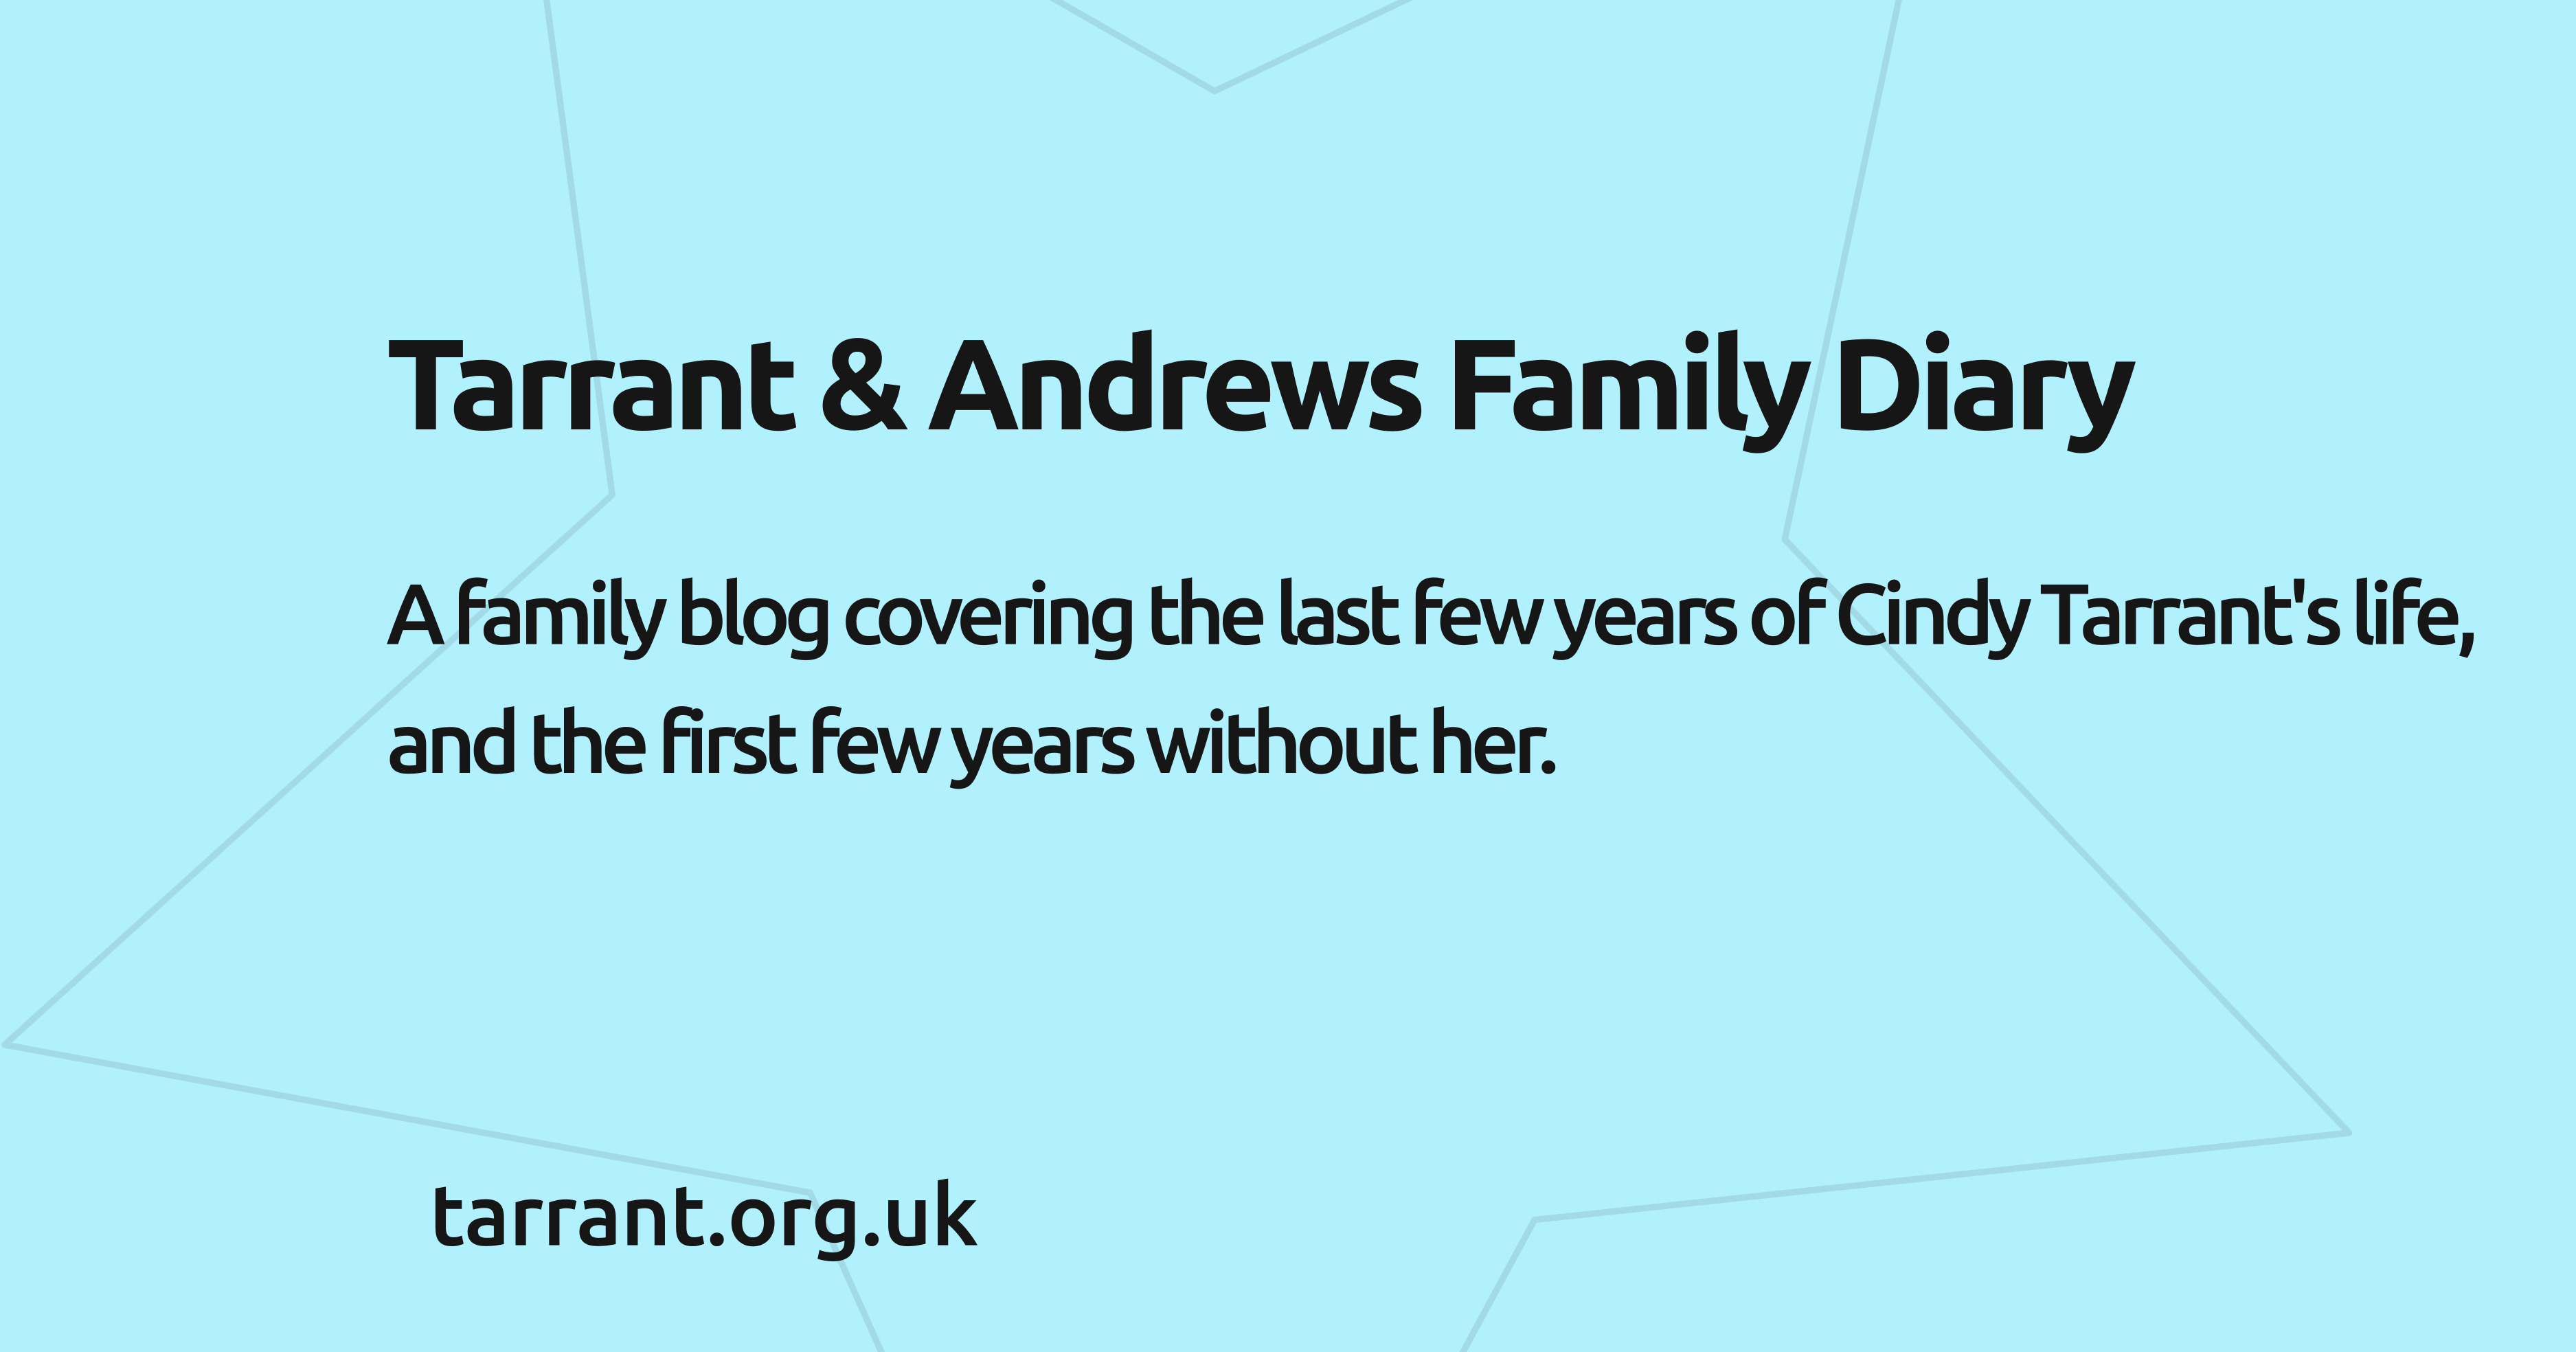 Tarrant & Andrews Family Diary
A family blog covering the last few years of Cindy Tarrant's life,
and the first few years without her.
tarrant.org.uk